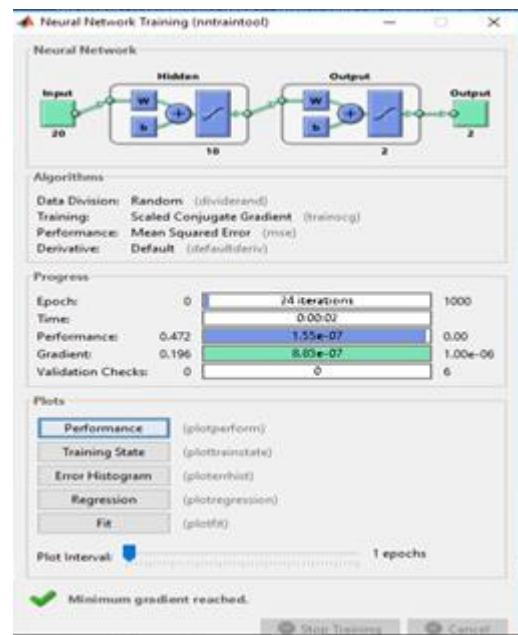 Neural Network Training (nntraintool)
Neural Network
Hidden
Output
Input
W
W
Output
20
b
b
2
10
2
Algorithms
Data Division: Random (dividerand)
Training: Scaled Conjugate Gradient (trainscg)
Performance: Mean Squared Error (mse)
Derivative: Default (defaultderiv)
Progress
Epoch: 0 24 iterations 1000
Time: 0:00:02
Performance: 0.472 1.55e-07 0.00
Gradient: 0.196 1.00e-06
Validation Checks: 0 0 6
Plots
Performance (plotperform)
Training State (plottrainstate)
Error Histogram (ploterrhist)
Regression (plotregression)
Fit (plotfit)
Plot Interval: 1 epochs
Minimum gradient reached.
Stop Training Cancel